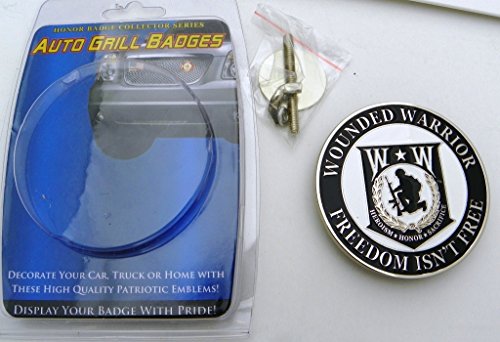 HONOR BADGE COLLECTOR SERIES
AUTO GRILL BADGES
DECORATE YOUR CAR, TRUCK OR HOME WITH
THESE HIGH QUALITY PATRIOTIC EMBLEMS!
DISPLAY YOUR BADGE WITH PRIDE!
WOUNDED WARRIOR
W ★ W
HEROISM ★ HONOR ★ SACRIFICE
FREEDOM ISN'T FREE